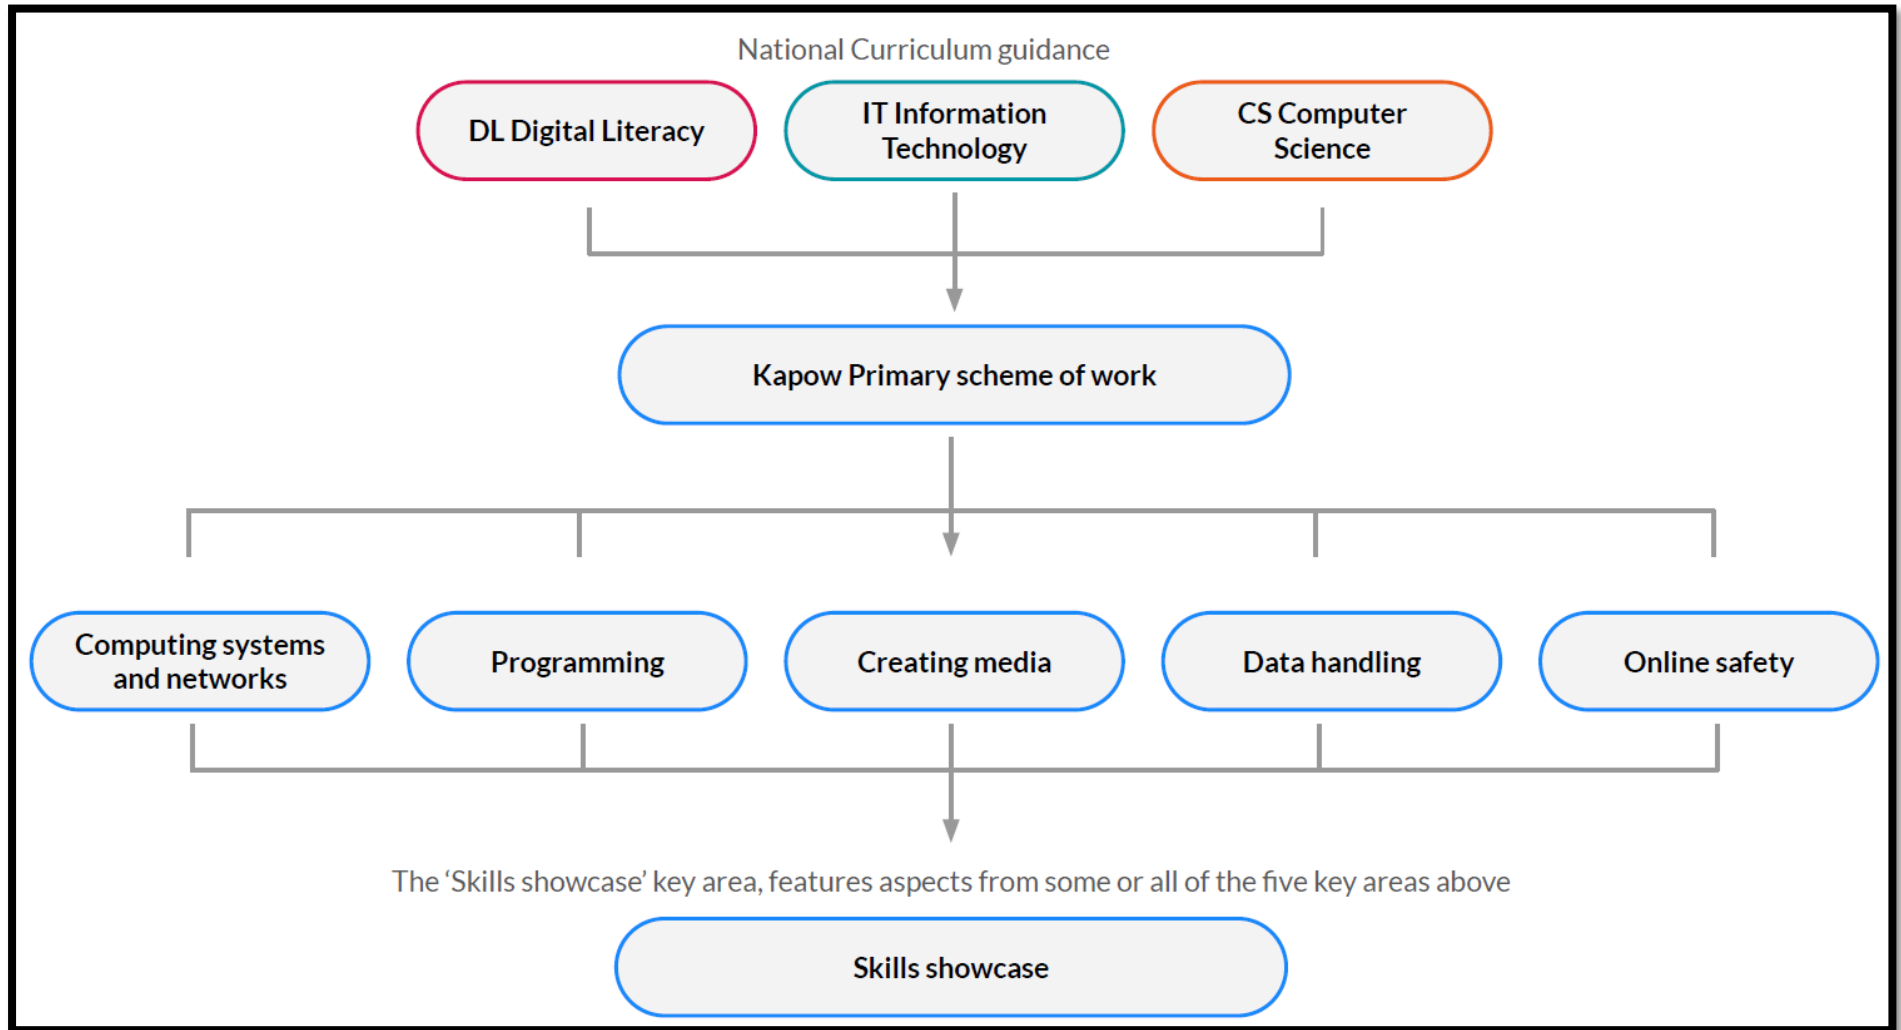 National Curriculum guidance
DL Digital Literacy
IT Information
Technology
CS Computer
Science
Kapow Primary scheme of work
Computing systems
and networks
Programming
Creating media
Data handling
Online safety
The ‘Skills showcase’ key area, features aspects from some or all of the five key areas above
Skills showcase